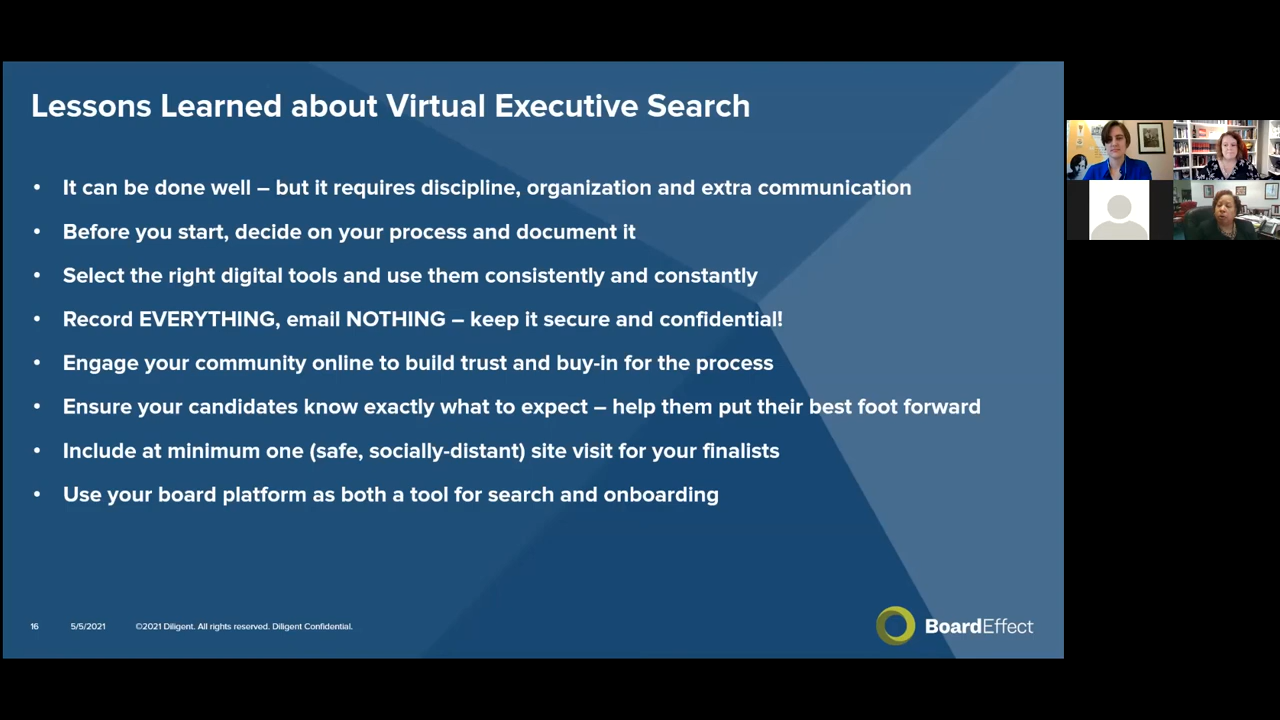 Lessons Learned about Virtual Executive Search
• It can be done well – but it requires discipline, organization and extra communication
• Before you start, decide on your process and document it
• Select the right digital tools and use them consistently and constantly
• Record EVERYTHING, email NOTHING – keep it secure and confidential!
• Engage your community online to build trust and buy-in for the process
• Ensure your candidates know exactly what to expect – help them put their best foot forward
• Include at minimum one (safe, socially-distant) site visit for your finalists
• Use your board platform as both a tool for search and onboarding
16 5/5/2021 ©2021 Diligent. All rights reserved. Diligent Confidential.
BoardEffect